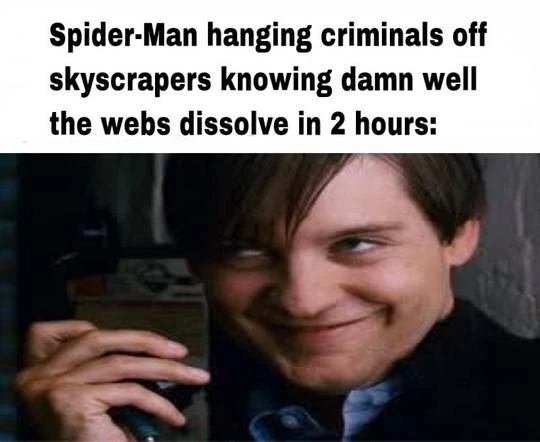 Spider-Man hanging criminals off
skyscrapers knowing damn well
the webs dissolve in 2 hours: